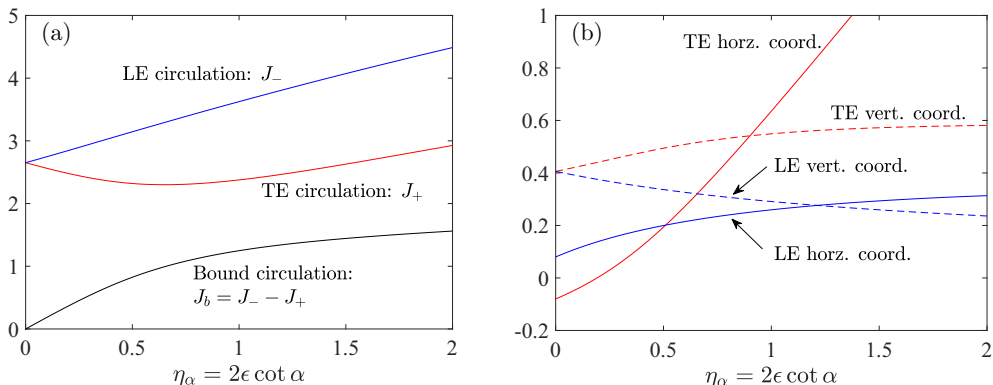 (a)
5
4
3
2
1
0
LE circulation: J₋
TE circulation: J₊
Bound circulation:
J_b = J₋ − J₊
0
0.5
1
1.5
2
η_α = 2ϵ cot α
(b)
1
0.8
0.6
0.4
0.2
0
-0.2
TE horz. coord.
TE vert. coord.
LE vert. coord.
LE horz. coord.
0
0.5
1
1.5
2
η_α = 2ϵ cot α